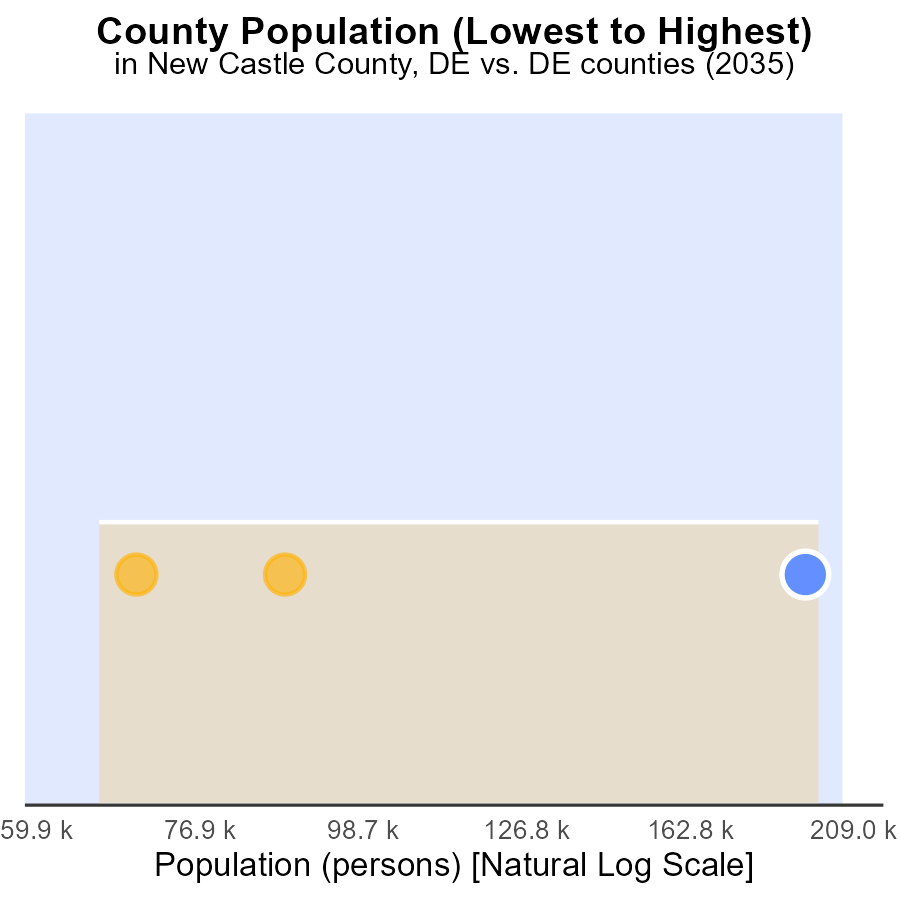 County Population (Lowest to Highest)
in New Castle County, DE vs. DE counties (2035)
59.9 k 76.9 k 98.7 k 126.8 k 162.8 k 209.0 k
Population (persons) [Natural Log Scale]